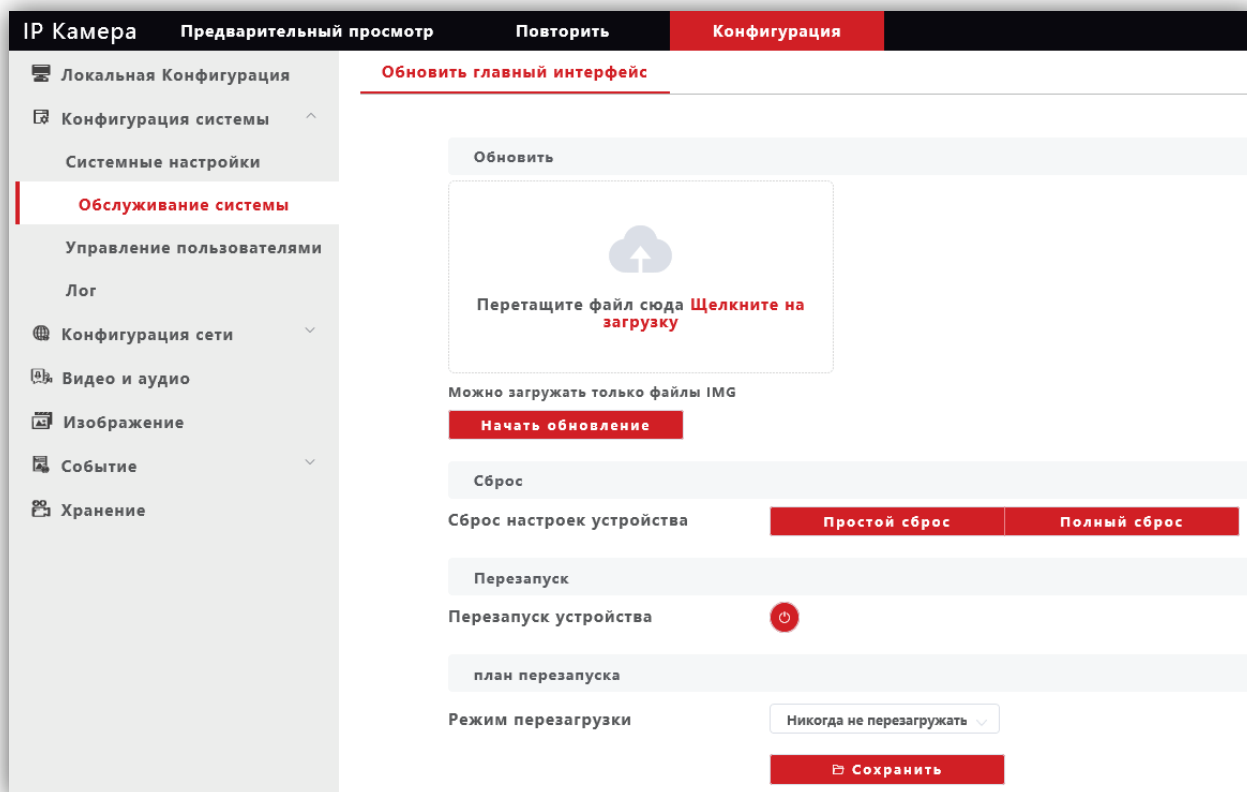 IP Камера Предварительный просмотр Повторить Конфигурация
Локальная Конфигурация
Конфигурация системы
Системные настройки
Обслуживание системы
Управление пользователями
Лог
Конфигурация сети
Видео и аудио
Изображение
Событие
Хранение
Обновить главный интерфейс
Обновить
Перетащите файл сюда Щелкните на
загрузку
Можно загружать только файлы IMG
Начать обновление
Сброс
Сброс настроек устройства Простой сброс Полный сброс
Перезапуск
Перезапуск устройства
план перезапуска
Режим перезагрузки Никогда не перезагружать
Сохранить